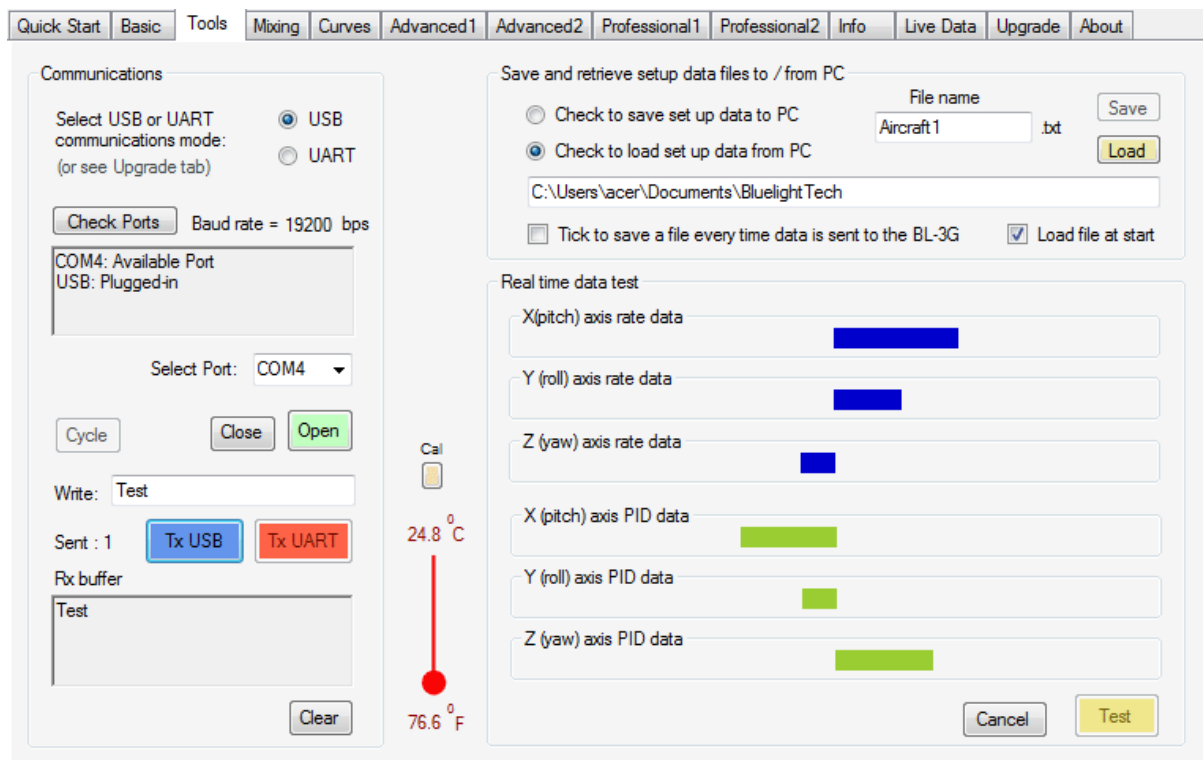 Quick Start Basic Tools Mixing Curves Advanced1 Advanced2 Professional1 Professional2 Info Live Data Upgrade About
Communications
Select USB or UART
communications mode:
(or see Upgrade tab)
USB
UART
Check Ports Baud rate = 19200 bps
COM4: Available Port
USB: Plugged-in
Select Port: COM4
Cycle Close Open
Write: Test
Sent : 1 Tx USB Tx UART
Rx buffer
Test
Clear
Cal
24.8 °C
76.6 °F
Save and retrieve setup data files to / from PC
File name
Check to save set up data to PC Aircraft1 .txt Save
Check to load set up data from PC Load
C:\Users\acer\Documents\BluelightTech
Tick to save a file every time data is sent to the BL-3G Load file at start
Real time data test
X(pitch) axis rate data
Y (roll) axis rate data
Z (yaw) axis rate data
X (pitch) axis PID data
Y (roll) axis PID data
Z (yaw) axis PID data
Cancel Test